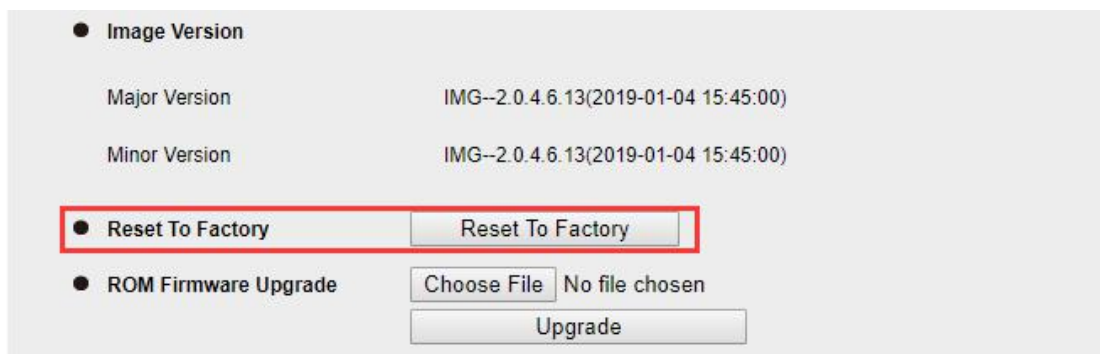 Image Version
Major Version IMG--2.0.4.6.13(2019-01-04 15:45:00)
Minor Version IMG--2.0.4.6.13(2019-01-04 15:45:00)
Reset To Factory Reset To Factory
ROM Firmware Upgrade Choose File No file chosen
Upgrade